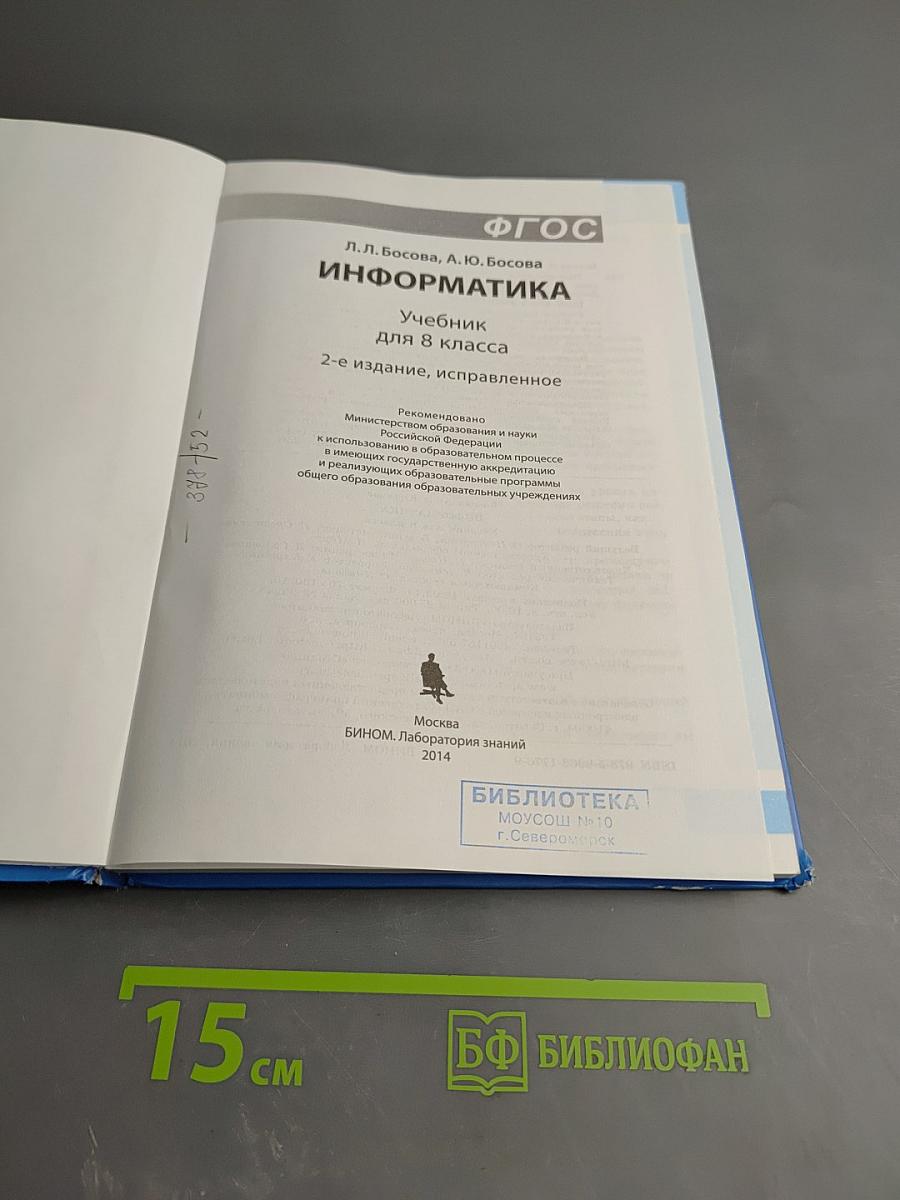 ФГОС
Л. Л. Босова, А. Ю. Босова
ИНФОРМАТИКА
Учебник
для 8 класса
2-е издание, исправленное
Рекомендовано
Министерством образования и науки
Российской Федерации
к использованию в образовательном процессе
в имеющих государственную аккредитацию
и реализующих образовательные программы
общего образования образовательных учреждениях
- 378/52 -
Москва
БИНОМ. Лаборатория знаний
2014
БИБЛИОТЕКА
МОУСОШ №10
г.Североморск
15 см
БФ БИБЛИОФАН